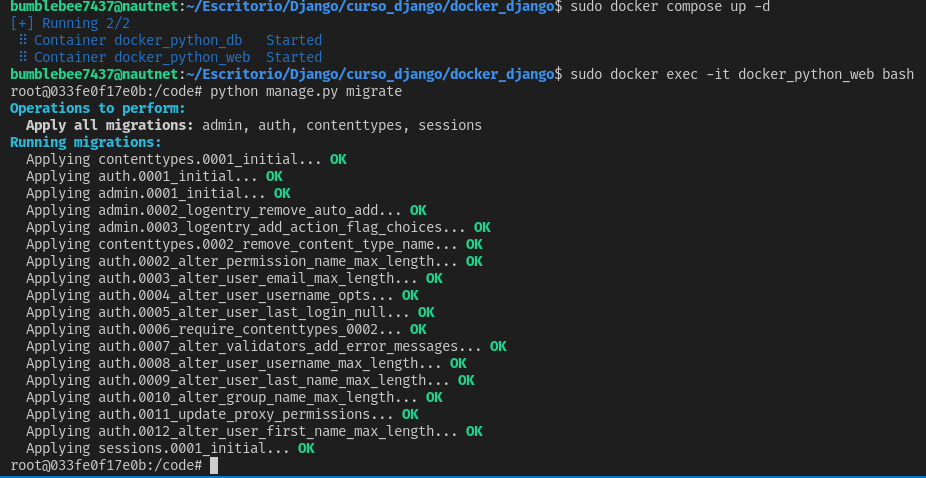 bumblebee7437@nautnet:~/Escritorio/Django/curso_django/docker_django$ sudo docker compose up -d
[+] Running 2/2
 ⠿ Container docker_python_db   Started
 ⠿ Container docker_python_web  Started
bumblebee7437@nautnet:~/Escritorio/Django/curso_django/docker_django$ sudo docker exec -it docker_python_web bash
root@033fe0f17e0b:/code# python manage.py migrate
Operations to perform:
  Apply all migrations: admin, auth, contenttypes, sessions
Running migrations:
  Applying contenttypes.0001_initial... OK
  Applying auth.0001_initial... OK
  Applying admin.0001_initial... OK
  Applying admin.0002_logentry_remove_auto_add... OK
  Applying admin.0003_logentry_add_action_flag_choices... OK
  Applying contenttypes.0002_remove_content_type_name... OK
  Applying auth.0002_alter_permission_name_max_length... OK
  Applying auth.0003_alter_user_email_max_length... OK
  Applying auth.0004_alter_user_username_opts... OK
  Applying auth.0005_alter_user_last_login_null... OK
  Applying auth.0006_require_contenttypes_0002... OK
  Applying auth.0007_alter_validators_add_error_messages... OK
  Applying auth.0008_alter_user_username_max_length... OK
  Applying auth.0009_alter_user_last_name_max_length... OK
  Applying auth.0010_alter_group_name_max_length... OK
  Applying auth.0011_update_proxy_permissions... OK
  Applying auth.0012_alter_user_first_name_max_length... OK
  Applying sessions.0001_initial... OK
root@033fe0f17e0b:/code#